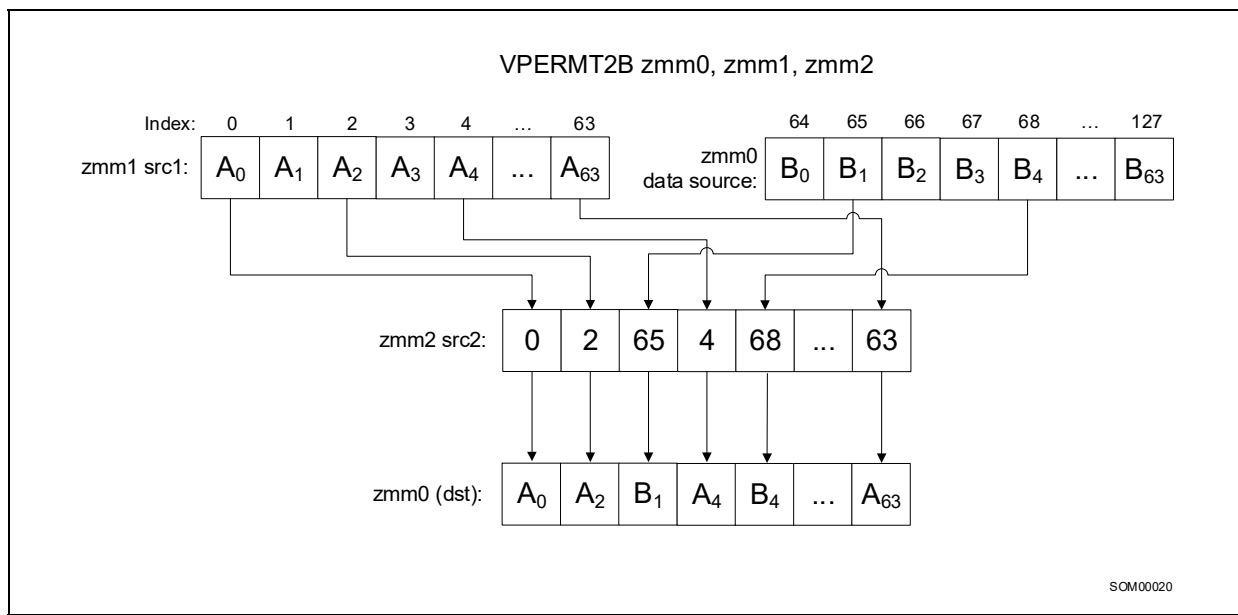 VPERMT2B zmm0, zmm1, zmm2
Index: 0 1 2 3 4 ... 63
64 65 66 67 68 ... 127
zmm1 src1: A0 A1 A2 A3 A4 ... A63
zmm0
data source: B0 B1 B2 B3 B4 ... B63
zmm2 src2: 0 2 65 4 68 ... 63
zmm0 (dst): A0 A2 B1 A4 B4 ... A63
SOM00020